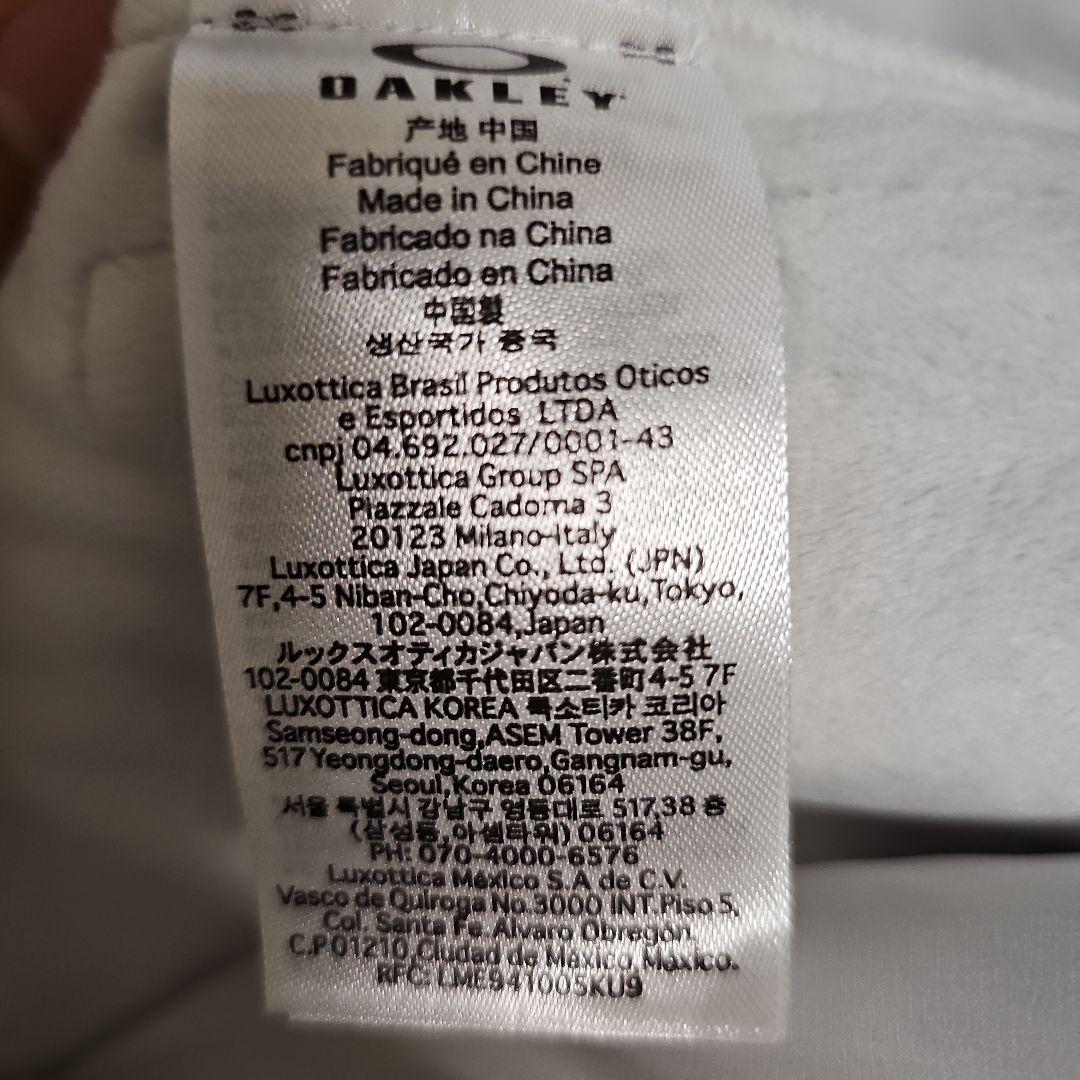 OAKLEY
产地 中国
Fabriqué en Chine
Made in China
Fabricado na China
Fabricado en China
中国製
생산국가 중국
Luxottica Brasil Produtos Oticos
e Esportidos LTDA
cnpj 04.692.027/0001-43
Luxottica Group SPA
Piazzale Cadorna 3
20123 Milano-Italy
Luxottica Japan Co., Ltd. (JPN)
7F,4-5 Niban-Cho,Chiyoda-ku,Tokyo,
102-0084,Japan
ルックスオティカジャパン株式会社
102-0084 東京都千代田区二番町4-5 7F
LUXOTTICA KOREA 룩소티카 코리아
Samseong-dong,ASEM Tower 38F,
517 Yeongdong-daero,Gangnam-gu,
Seoul,Korea 06164
서울 특별시 강남구 영동대로 517,38 층
(삼성동,아셈타워) 06164
PH: 070-4000-6576
Luxottica Mexico S.A de C.V.
Vasco de Quiroga No.3000 INT.Piso 5,
Col. Santa Fe Alvaro Obregón
C.P.01210,Ciudad de México,México.
RFC: LME941005KU9